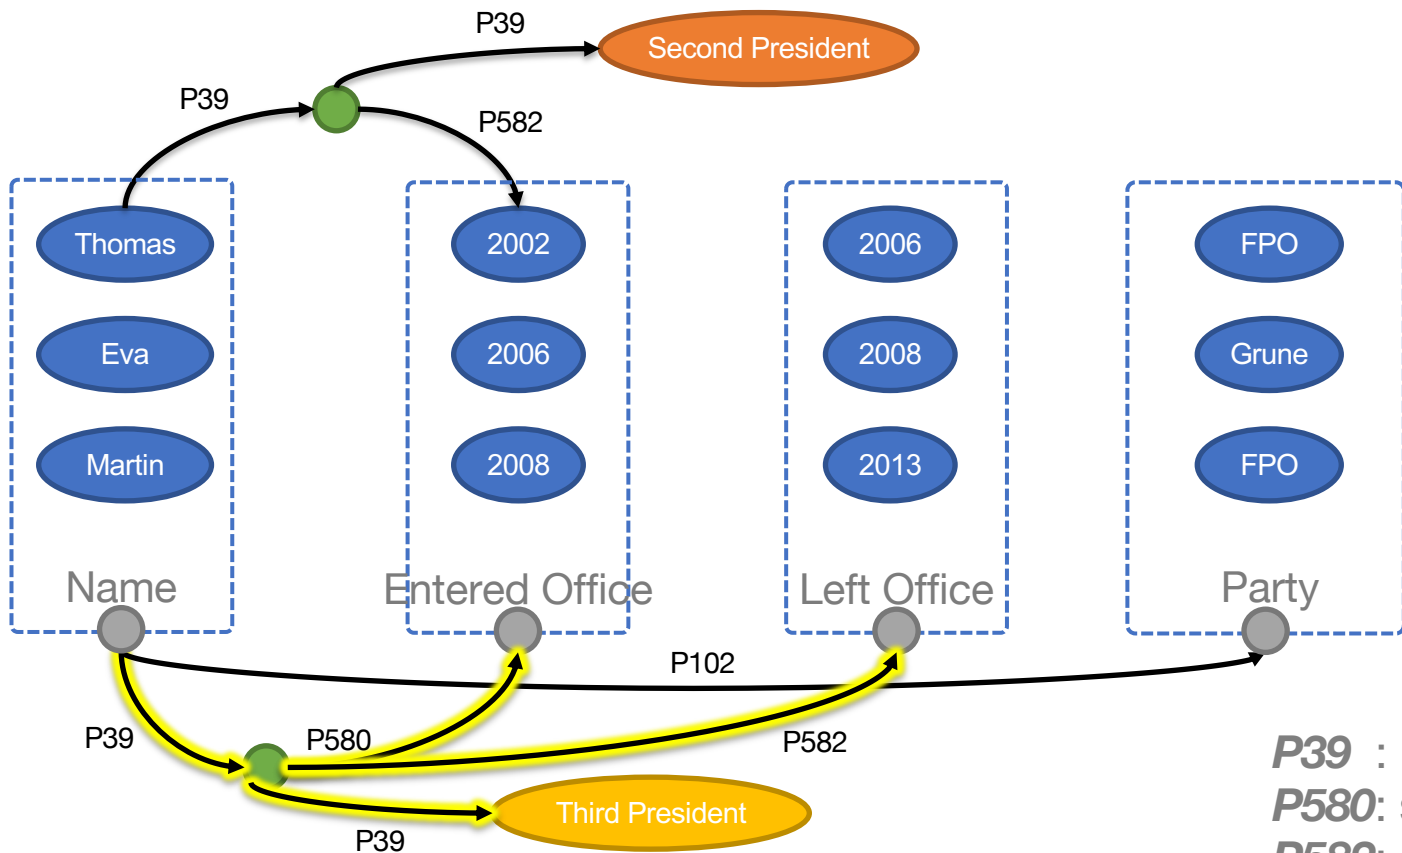 P39
Second President
P39
P582
Thomas
2002
2006
FPO
Eva
2006
2008
Grune
Martin
2008
2013
FPO
Name
Entered Office
Left Office
Party
P102
P39
P580
P582
P39 :
P580:
Third President
P39